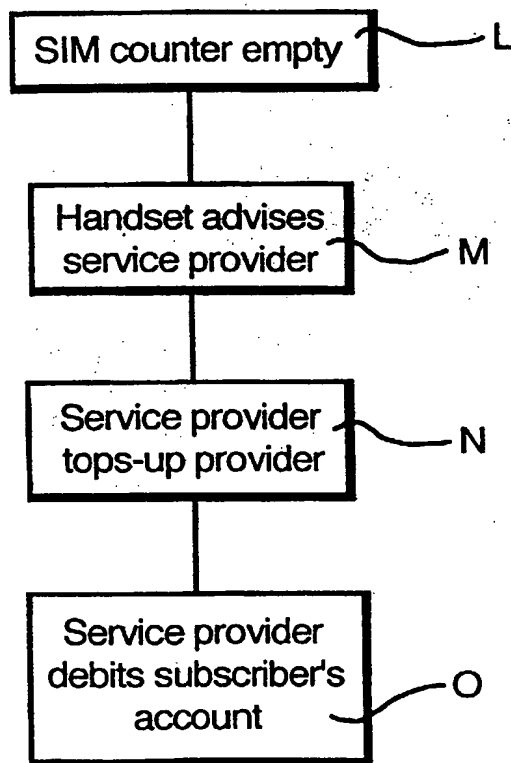 SIM counter empty
L
Handset advises
service provider
M
Service provider
tops-up provider
N
Service provider
debits subscriber's
account
O